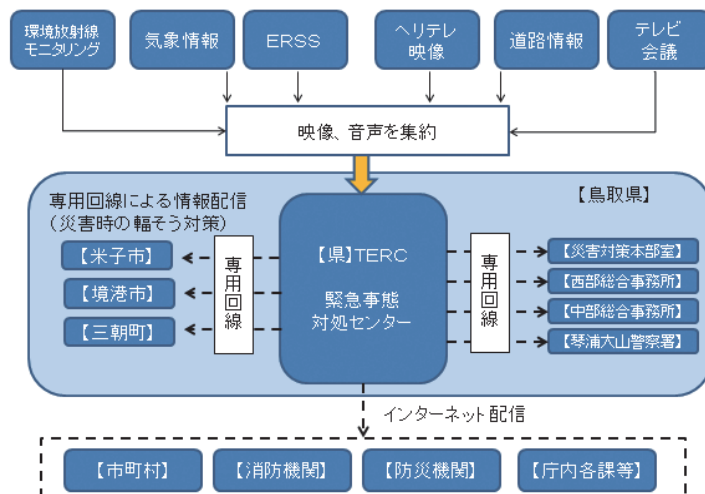 環境放射線
モニタリング
気象情報
ERSS
ヘリテレ
映像
道路情報
テレビ
会議
映像、音声を集約
専用回線による情報配信
(災害時の輻そう対策)
【鳥取県】
【米子市】
【境港市】
【三朝町】
専用回線
【県】TERC
緊急事態
対処センター
専用回線
【災害対策本部室】
【西部総合事務所】
【中部総合事務所】
【琴浦大山警察署】
インターネット配信
【市町村】
【消防機関】
【防災機関】
【庁内各課等】